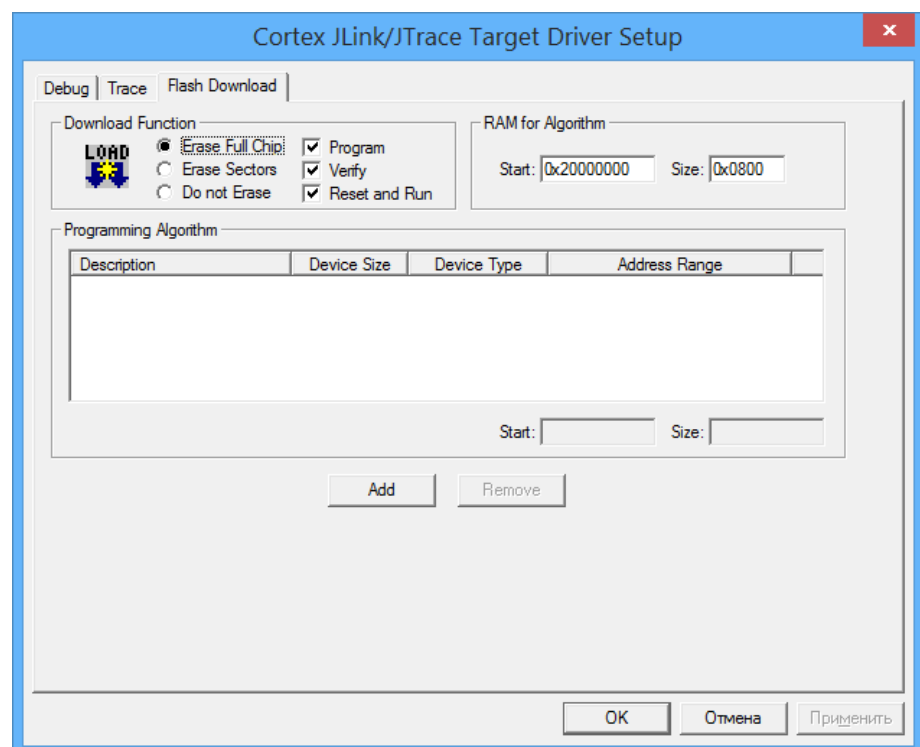 Cortex JLink/JTrace Target Driver Setup
Debug Trace Flash Download
Download Function
LOAD
Erase Full Chip
Erase Sectors
Do not Erase
Program
Verify
Reset and Run
RAM for Algorithm
Start: 0x20000000 Size: 0x0800
Programming Algorithm
Description Device Size Device Type Address Range
Start: Size:
Add Remove
OK Отмена Применить